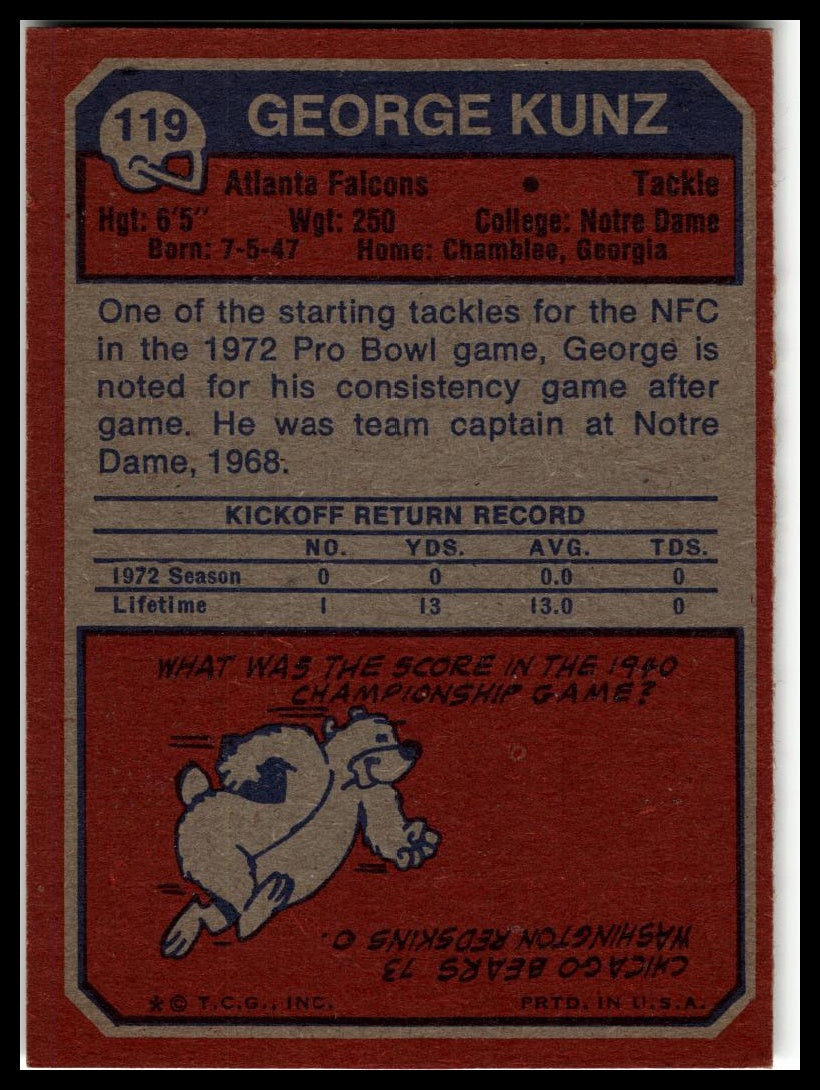 119 GEORGE KUNZ
Atlanta Falcons • Tackle
Hgt: 6'5" Wgt: 250 College: Notre Dame
Born: 7-5-47 Home: Chamblee, Georgia
One of the starting tackles for the NFC
in the 1972 Pro Bowl game, George is
noted for his consistency game after
game. He was team captain at Notre
Dame, 1968.
KICKOFF RETURN RECORD
NO. YDS. AVG. TDS.
1972 Season 0 0 0.0 0
Lifetime 1 13 13.0 0
WHAT WAS THE SCORE IN THE 1940
CHAMPIONSHIP GAME?
CHICAGO BEARS 73
WASHINGTON REDSKINS 0.
* © T.C.G., INC. PRTD. IN U.S.A.